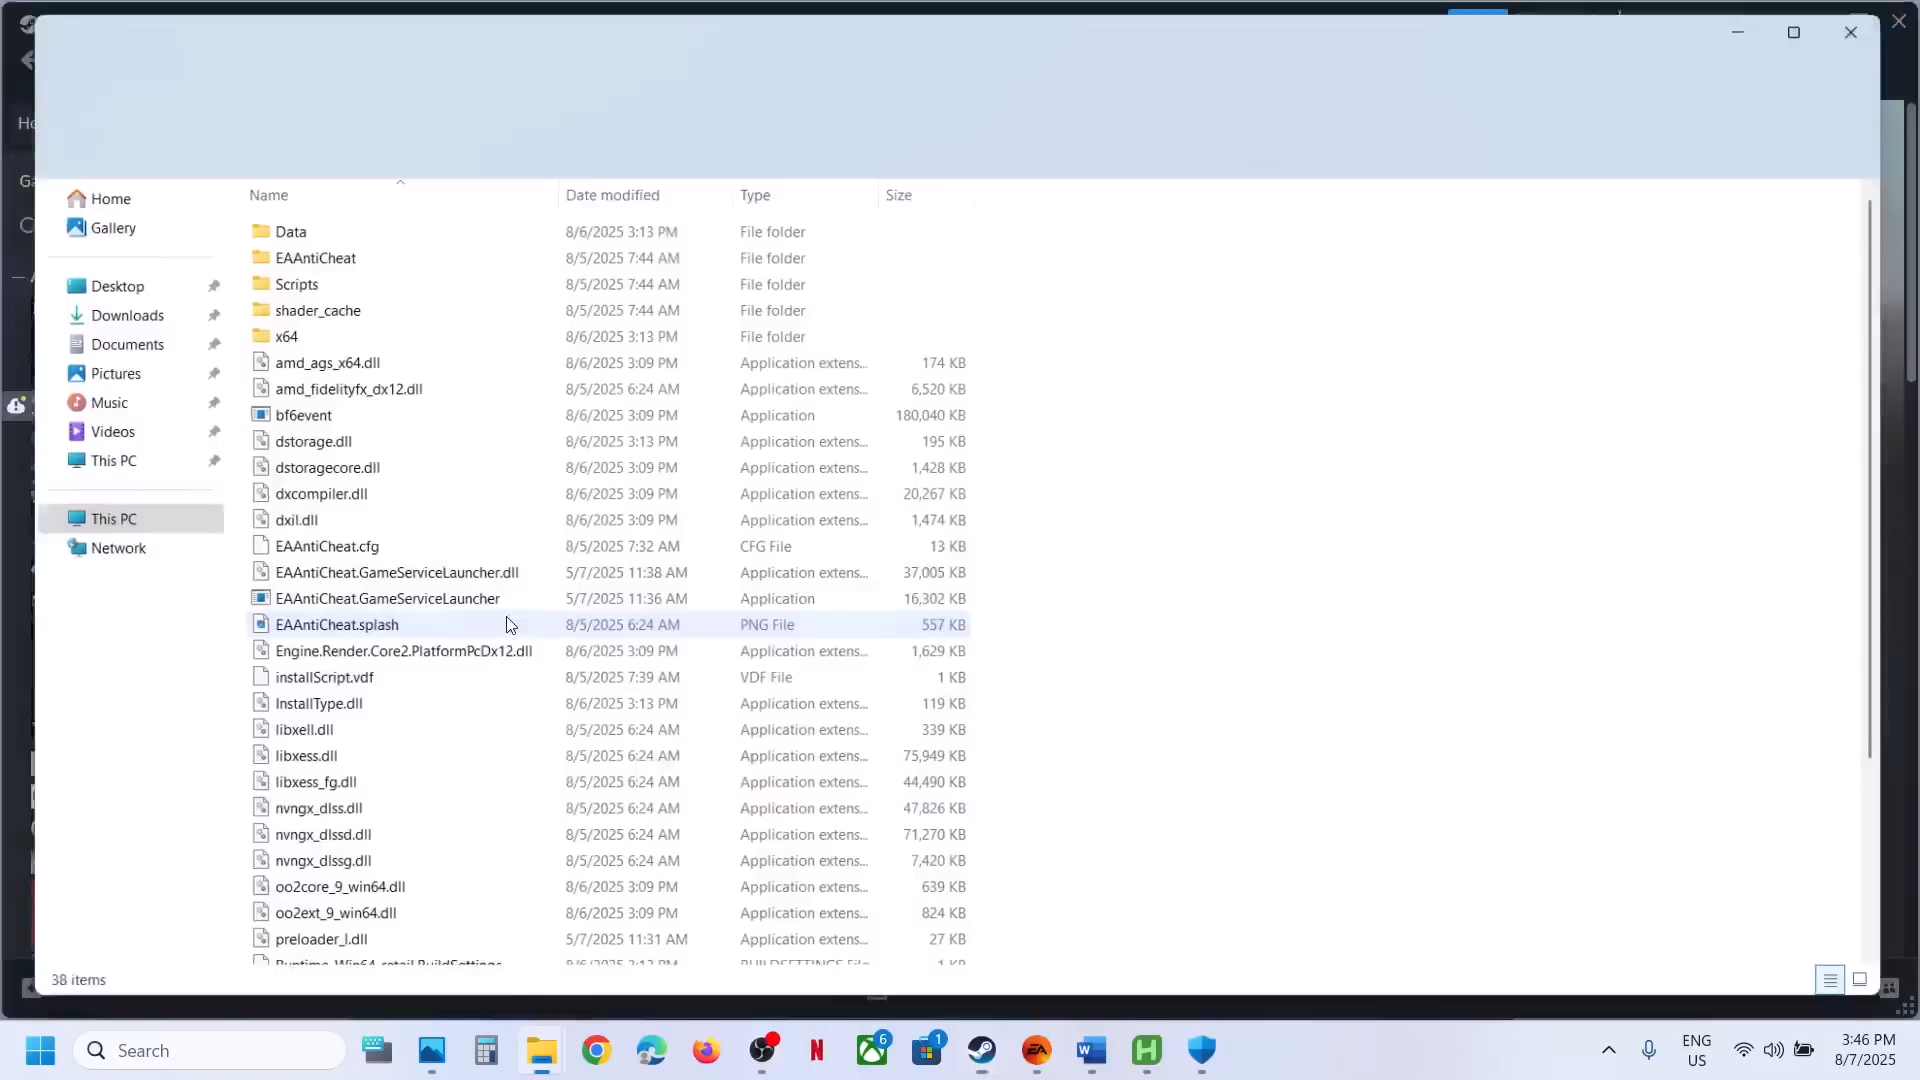 Ho
Ga
Name Date modified Type Size
Home
Gallery
Desktop
Downloads
Documents
Pictures
Music
Videos
This PC
This PC
Network
Data 8/6/2025 3:13 PM File folder
EAAntiCheat 8/5/2025 7:44 AM File folder
Scripts 8/5/2025 7:44 AM File folder
shader_cache 8/5/2025 7:44 AM File folder
x64 8/6/2025 3:13 PM File folder
amd_ags_x64.dll 8/6/2025 3:09 PM Application extens... 174 KB
amd_fidelityfx_dx12.dll 8/5/2025 6:24 AM Application extens... 6,520 KB
bf6event 8/6/2025 3:09 PM Application 180,040 KB
dstorage.dll 8/6/2025 3:13 PM Application extens... 195 KB
dstoragecore.dll 8/6/2025 3:09 PM Application extens... 1,428 KB
dxcompiler.dll 8/6/2025 3:09 PM Application extens... 20,267 KB
dxil.dll 8/6/2025 3:09 PM Application extens... 1,474 KB
EAAntiCheat.cfg 8/5/2025 7:32 AM CFG File 13 KB
EAAntiCheat.GameServiceLauncher.dll 5/7/2025 11:38 AM Application extens... 37,005 KB
EAAntiCheat.GameServiceLauncher 5/7/2025 11:36 AM Application 16,302 KB
EAAntiCheat.splash 8/5/2025 6:24 AM PNG File 557 KB
Engine.Render.Core2.PlatformPcDx12.dll 8/6/2025 3:09 PM Application extens... 1,629 KB
installScript.vdf 8/5/2025 7:39 AM VDF File 1 KB
InstallType.dll 8/6/2025 3:13 PM Application extens... 119 KB
libxell.dll 8/5/2025 6:24 AM Application extens... 339 KB
libxess.dll 8/5/2025 6:24 AM Application extens... 75,949 KB
libxess_fg.dll 8/5/2025 6:24 AM Application extens... 44,490 KB
nvngx_dlss.dll 8/5/2025 6:24 AM Application extens... 47,826 KB
nvngx_dlssd.dll 8/5/2025 6:24 AM Application extens... 71,270 KB
nvngx_dlssg.dll 8/5/2025 6:24 AM Application extens... 7,420 KB
oo2core_9_win64.dll 8/6/2025 3:09 PM Application extens... 639 KB
oo2ext_9_win64.dll 8/6/2025 3:09 PM Application extens... 824 KB
preloader_l.dll 5/7/2025 11:31 AM Application extens... 27 KB
Runtime_Win64_retail.BuildSettings 8/6/2025 3:13 PM BUILDSETTINGS File 1 KB
38 items
Search
6
1
EA
ENG
US
3:46 PM
8/7/2025